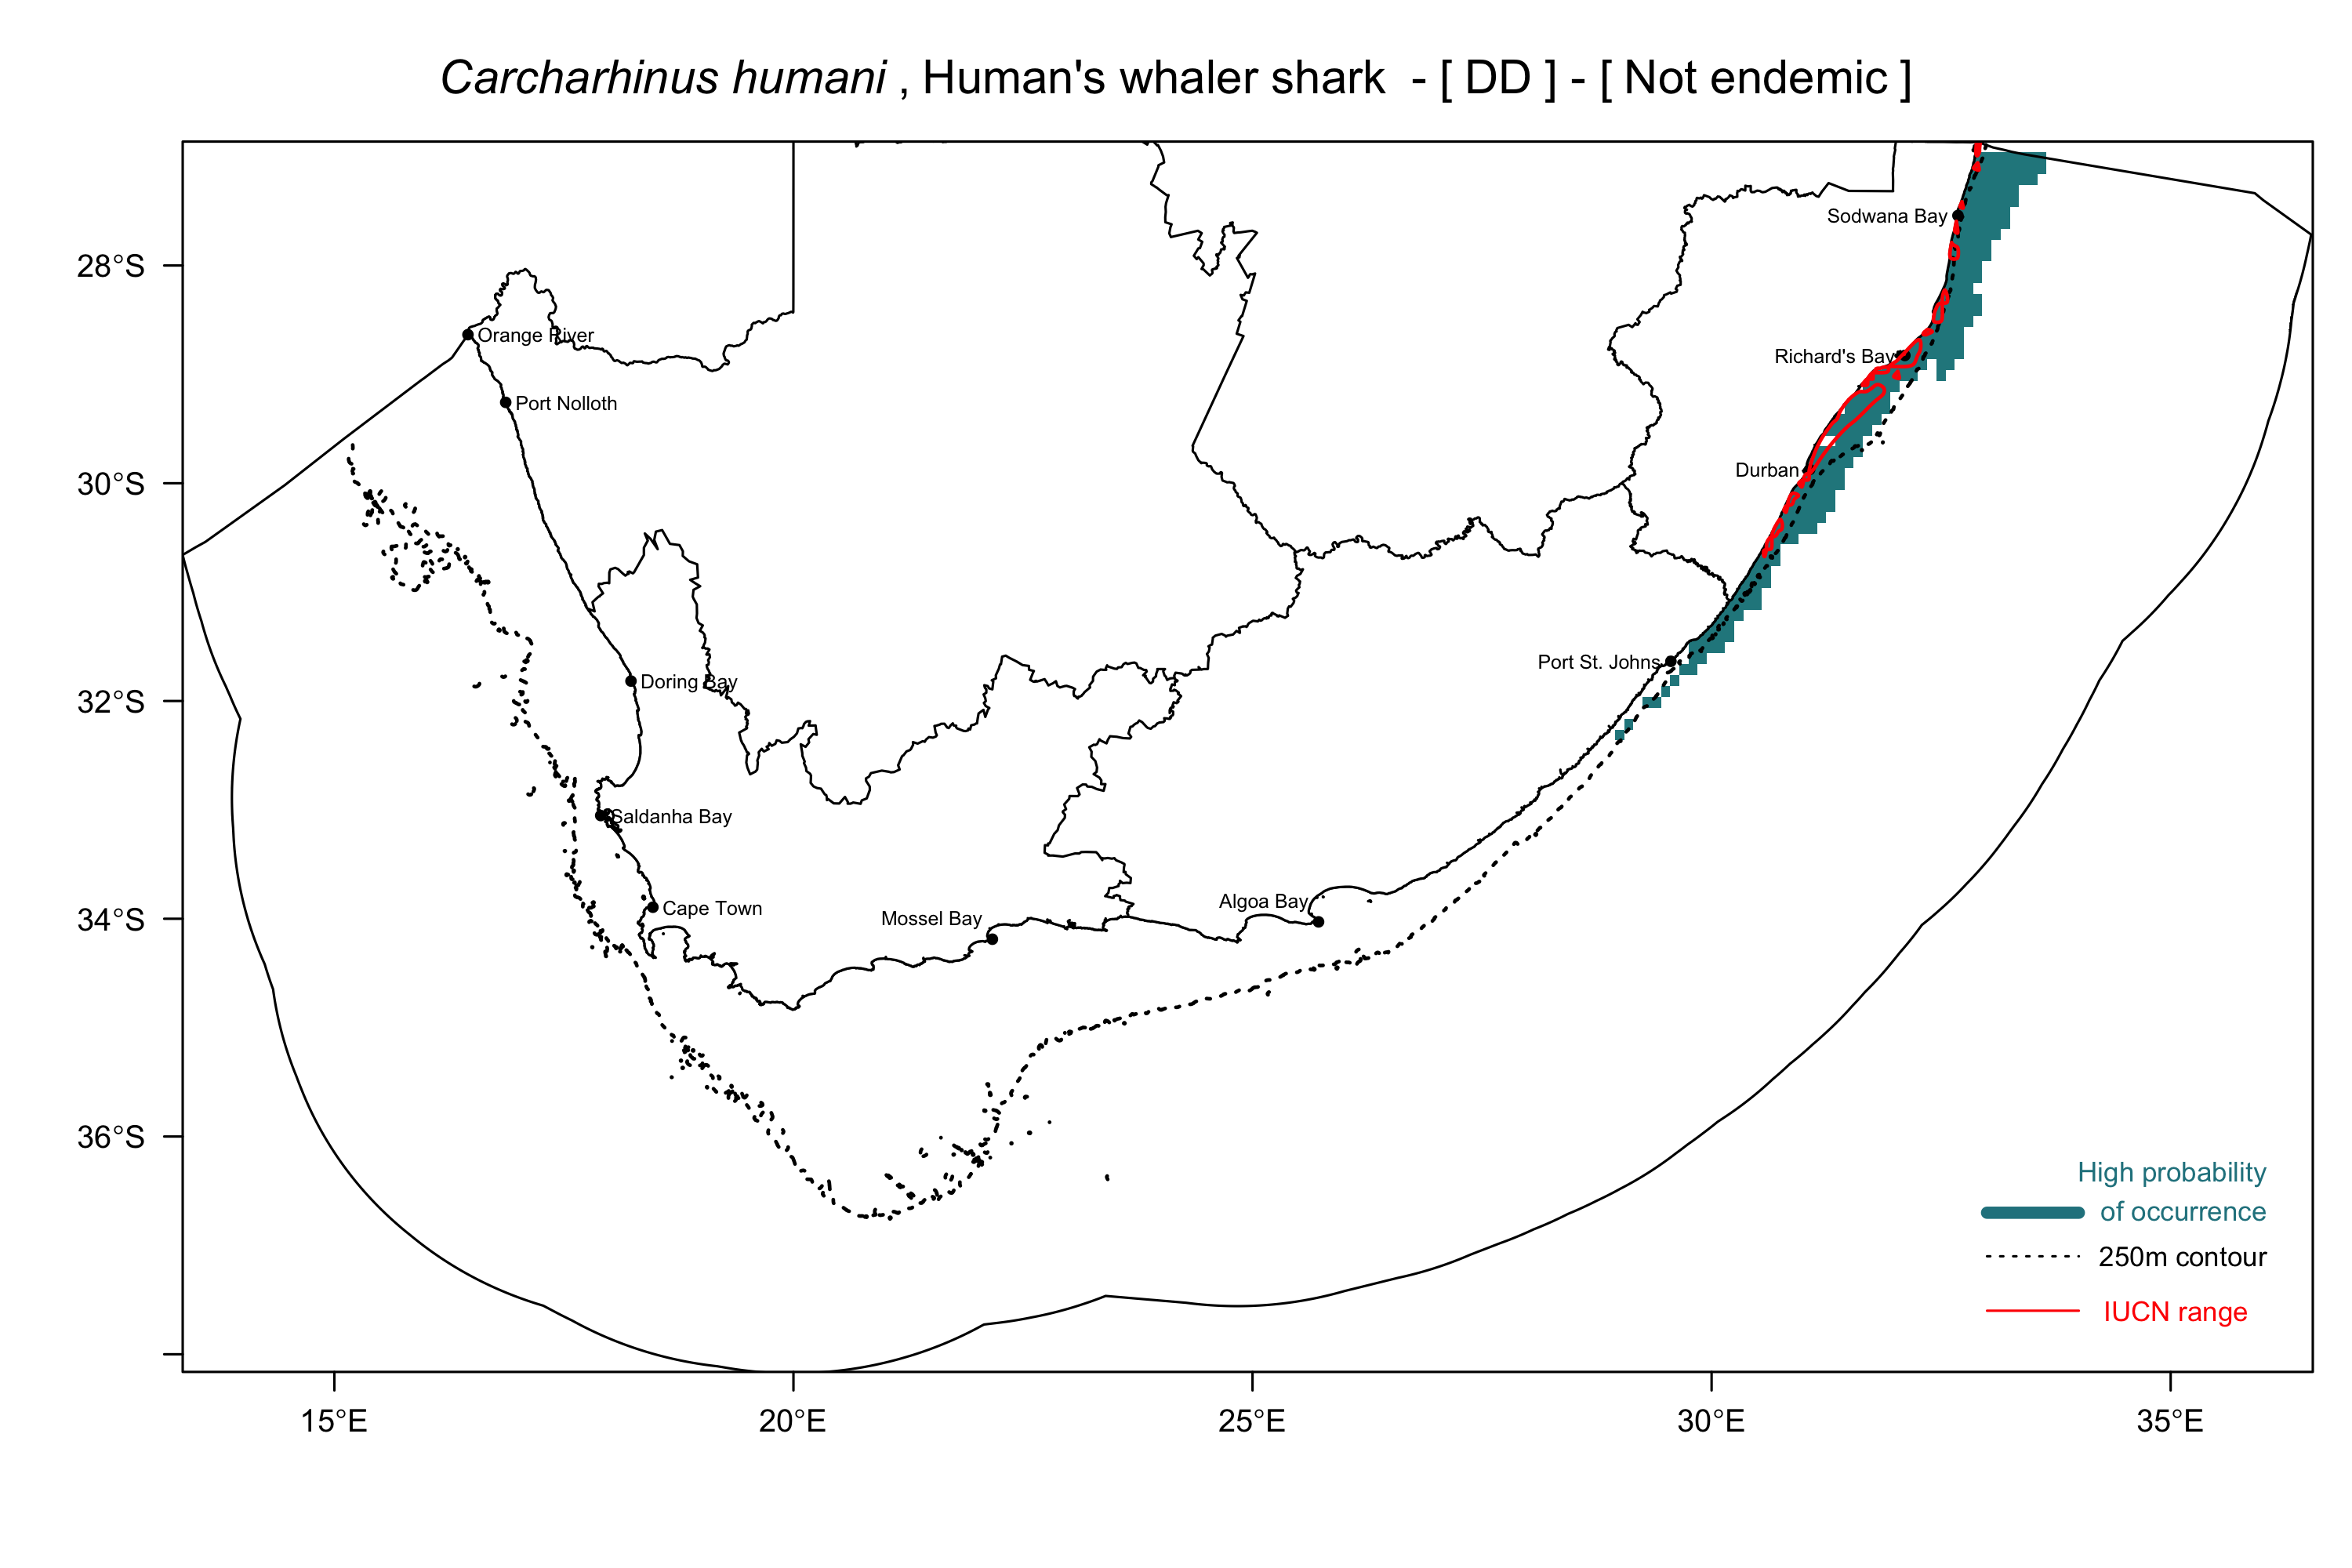 Carcharhinus humani , Human's whaler shark - [ DD ] - [ Not endemic ]
Sodwana Bay
28°S
Orange River
Richard's Bay
Port Nolloth
Durban
30°S
Port St. Johns
Doring Bay
32°S
Saldanha Bay
Algoa Bay
Cape Town
Mossel Bay
34°S
36°S
High probability
of occurrence
250m contour
IUCN range
15°E
20°E
25°E
30°E
35°E